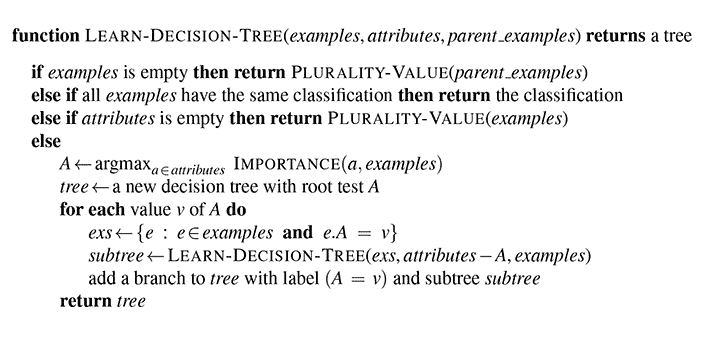 function LEARN-DECISION-TREE(examples, attributes, parent_examples) returns a tree
if examples is empty then return PLURALITY-VALUE(parent_examples)
else if all examples have the same classification then return the classification
else if attributes is empty then return PLURALITY-VALUE(examples)
else
A ← argmax a ∈ attributes IMPORTANCE(a, examples)
tree ← a new decision tree with root test A
for each value v of A do
exs ← {e : e ∈ examples and e.A = v}
subtree ← LEARN-DECISION-TREE(exs, attributes − A, examples)
add a branch to tree with label (A = v) and subtree subtree
return tree